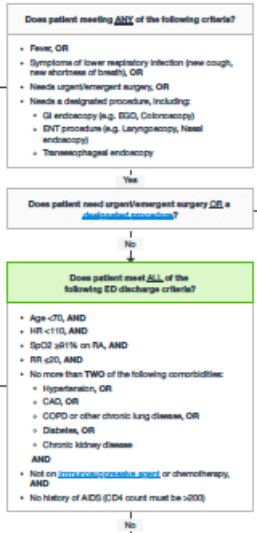 Does patient meeting ANY of the following criteria?
• Fever, OR
• Symptoms of lower respiratory infection (new cough,
new shortness of breath), OR
• Needs urgent/emergent surgery, OR
• Needs a designated procedure, including:
• GI endoscopy (e.g. EGD, Colonoscopy)
• ENT procedure (e.g. Laryngoscopy, Nasal
endoscopy)
• Transesophageal endoscopy
Yes
Does patient need urgent/emergent surgery OR a
designated procedure?
No
Does patient meet ALL of the
following ED discharge criteria?
• Age <70, AND
• HR <110, AND
• SpO2 ≥91% on RA, AND
• RR ≤20, AND
• No more than TWO of the following comorbidities:
• Hypertension, OR
• CAD, OR
• COPD or other chronic lung disease, OR
• Diabetes, OR
• Chronic kidney disease
AND
• Not on immunosuppressive agent or chemotherapy,
AND
• No history of AIDS (CD4 count must be >200)
No